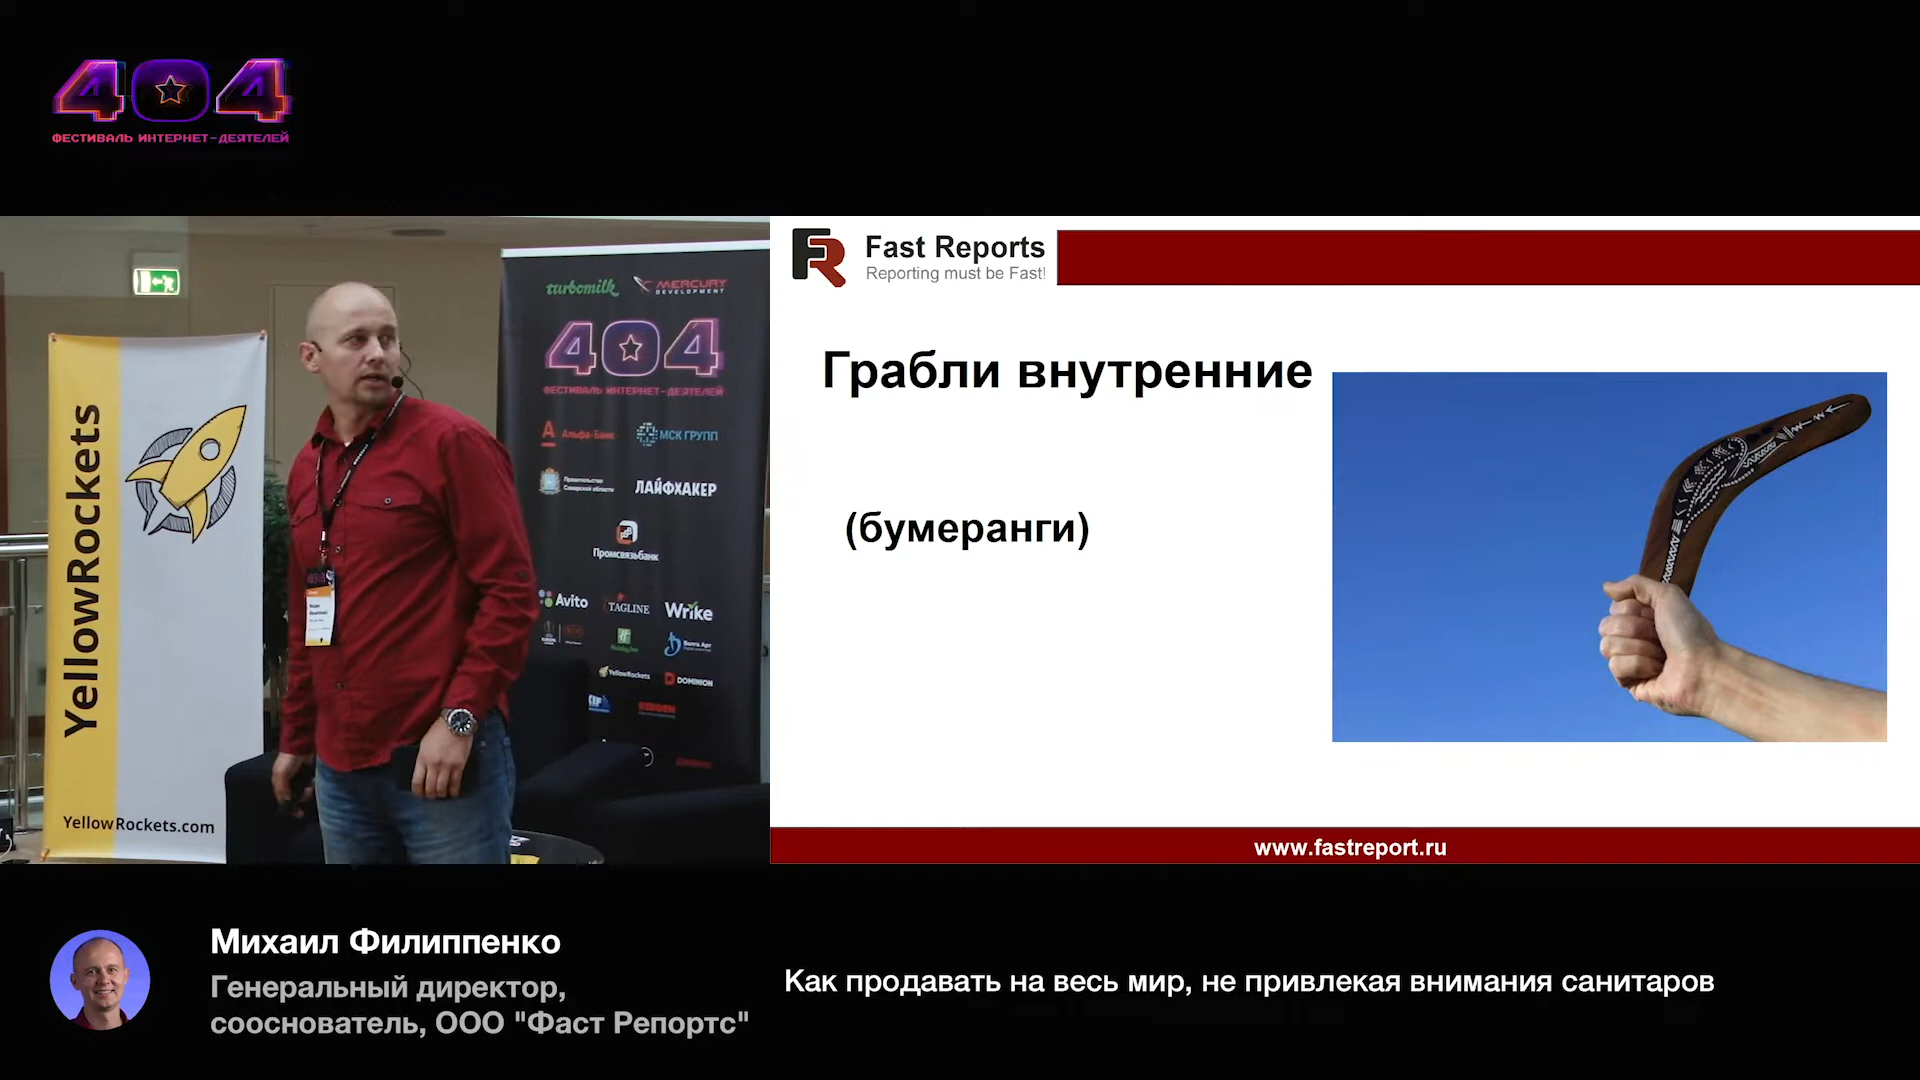 404
ФЕСТИВАЛЬ ИНТЕРНЕТ-ДЕЯТЕЛЕЙ
YellowRockets
YellowRockets.com
turbomilk
MERCURY
DEVELOPMENT
404
ФЕСТИВАЛЬ ИНТЕРНЕТ-ДЕЯТЕЛЕЙ
Альфа-Банк
МСК ГРУПП
Правительство
Самарской области
ЛАЙФХАКЕР
Промсвязьбанк
Avito
TAGLINE
Wrike
Holiday Inn
Волга Арт
YellowRockets
DOMINION
Fast Reports
Reporting must be Fast!
Грабли внутренние
(бумеранги)
www.fastreport.ru
Михаил Филиппенко
Генеральный директор,
сооснователь, ООО "Фаст Репортс"
Как продавать на весь мир, не привлекая внимания санитаров